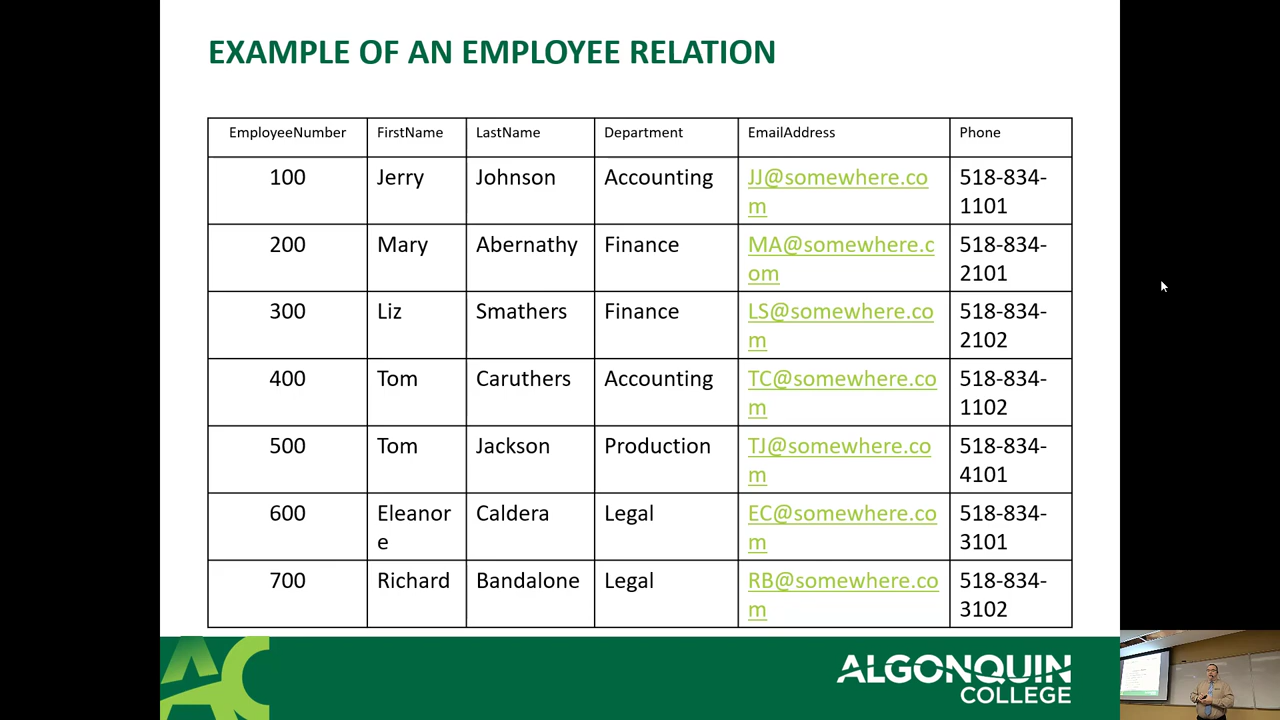 EXAMPLE OF AN EMPLOYEE RELATION
EmployeeNumber FirstName LastName Department EmailAddress Phone
100 Jerry Johnson Accounting JJ@somewhere.co 518-834-
m 1101
200 Mary Abernathy Finance MA@somewhere.c 518-834-
om 2101
300 Liz Smathers Finance LS@somewhere.co 518-834-
m 2102
400 Tom Caruthers Accounting TC@somewhere.co 518-834-
m 1102
500 Tom Jackson Production TJ@somewhere.co 518-834-
m 4101
600 Eleanor Caldera Legal EC@somewhere.co 518-834-
e m 3101
700 Richard Bandalone Legal RB@somewhere.co 518-834-
m 3102
AC
ALGONQUIN
COLLEGE